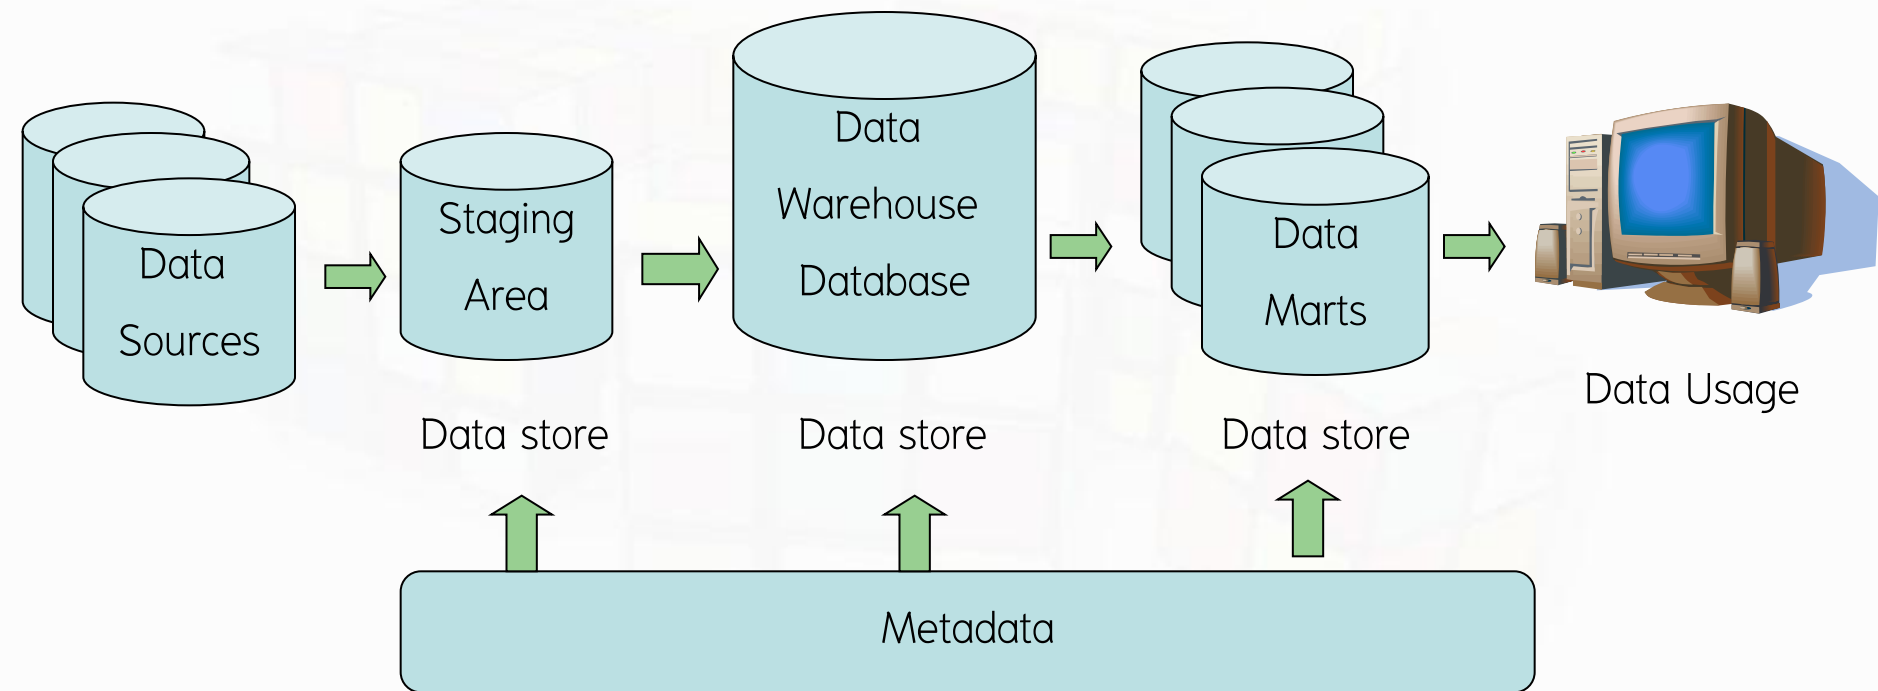 Data
Sources
Staging
Area
Data
Warehouse
Database
Data
Marts
Data Usage
Data store
Data store
Data store
Metadata